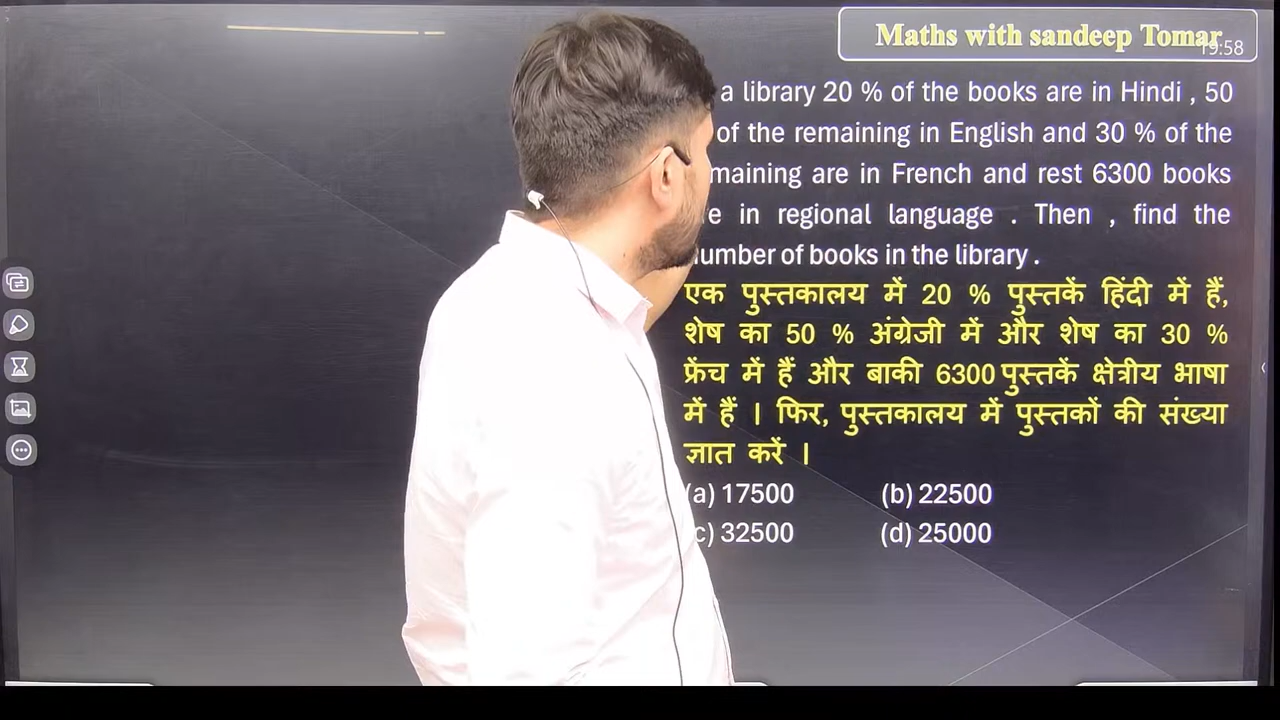 Maths with sandeep Tomar
19:58
a library 20 % of the books are in Hindi , 50
of the remaining in English and 30 % of the
maining are in French and rest 6300 books
e in regional language . Then , find the
umber of books in the library .
एक पुस्तकालय में 20 % पुस्तकें हिंदी में हैं,
शेष का 50 % अंग्रेजी में और शेष का 30 %
फ्रेंच में हैं और बाकी 6300 पुस्तकें क्षेत्रीय भाषा
में हैं । फिर, पुस्तकालय में पुस्तकों की संख्या
ज्ञात करें ।
(a) 17500 (b) 22500
c) 32500 (d) 25000